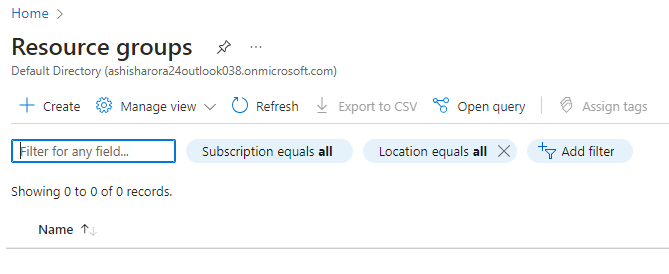 Home
Resource groups
Default Directory (ashisharora24outlook038.onmicrosoft.com)
Create Manage view Refresh Export to CSV Open query Assign tags
Filter for any field... Subscription equals all Location equals all Add filter
Showing 0 to 0 of 0 records.
Name